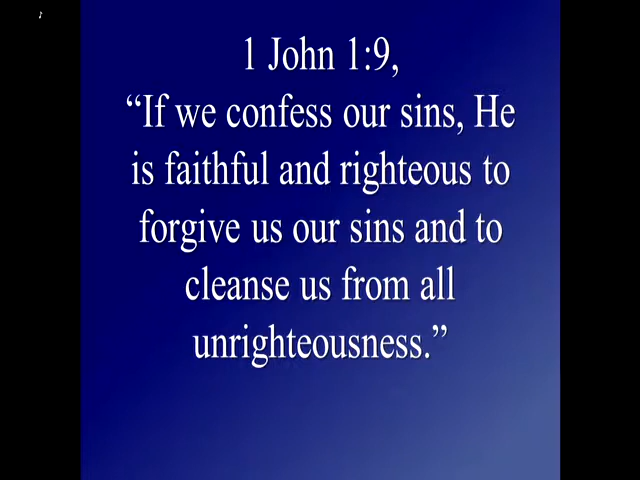 1 John 1:9,
“If we confess our sins, He
is faithful and righteous to
forgive us our sins and to
cleanse us from all
unrighteousness.”